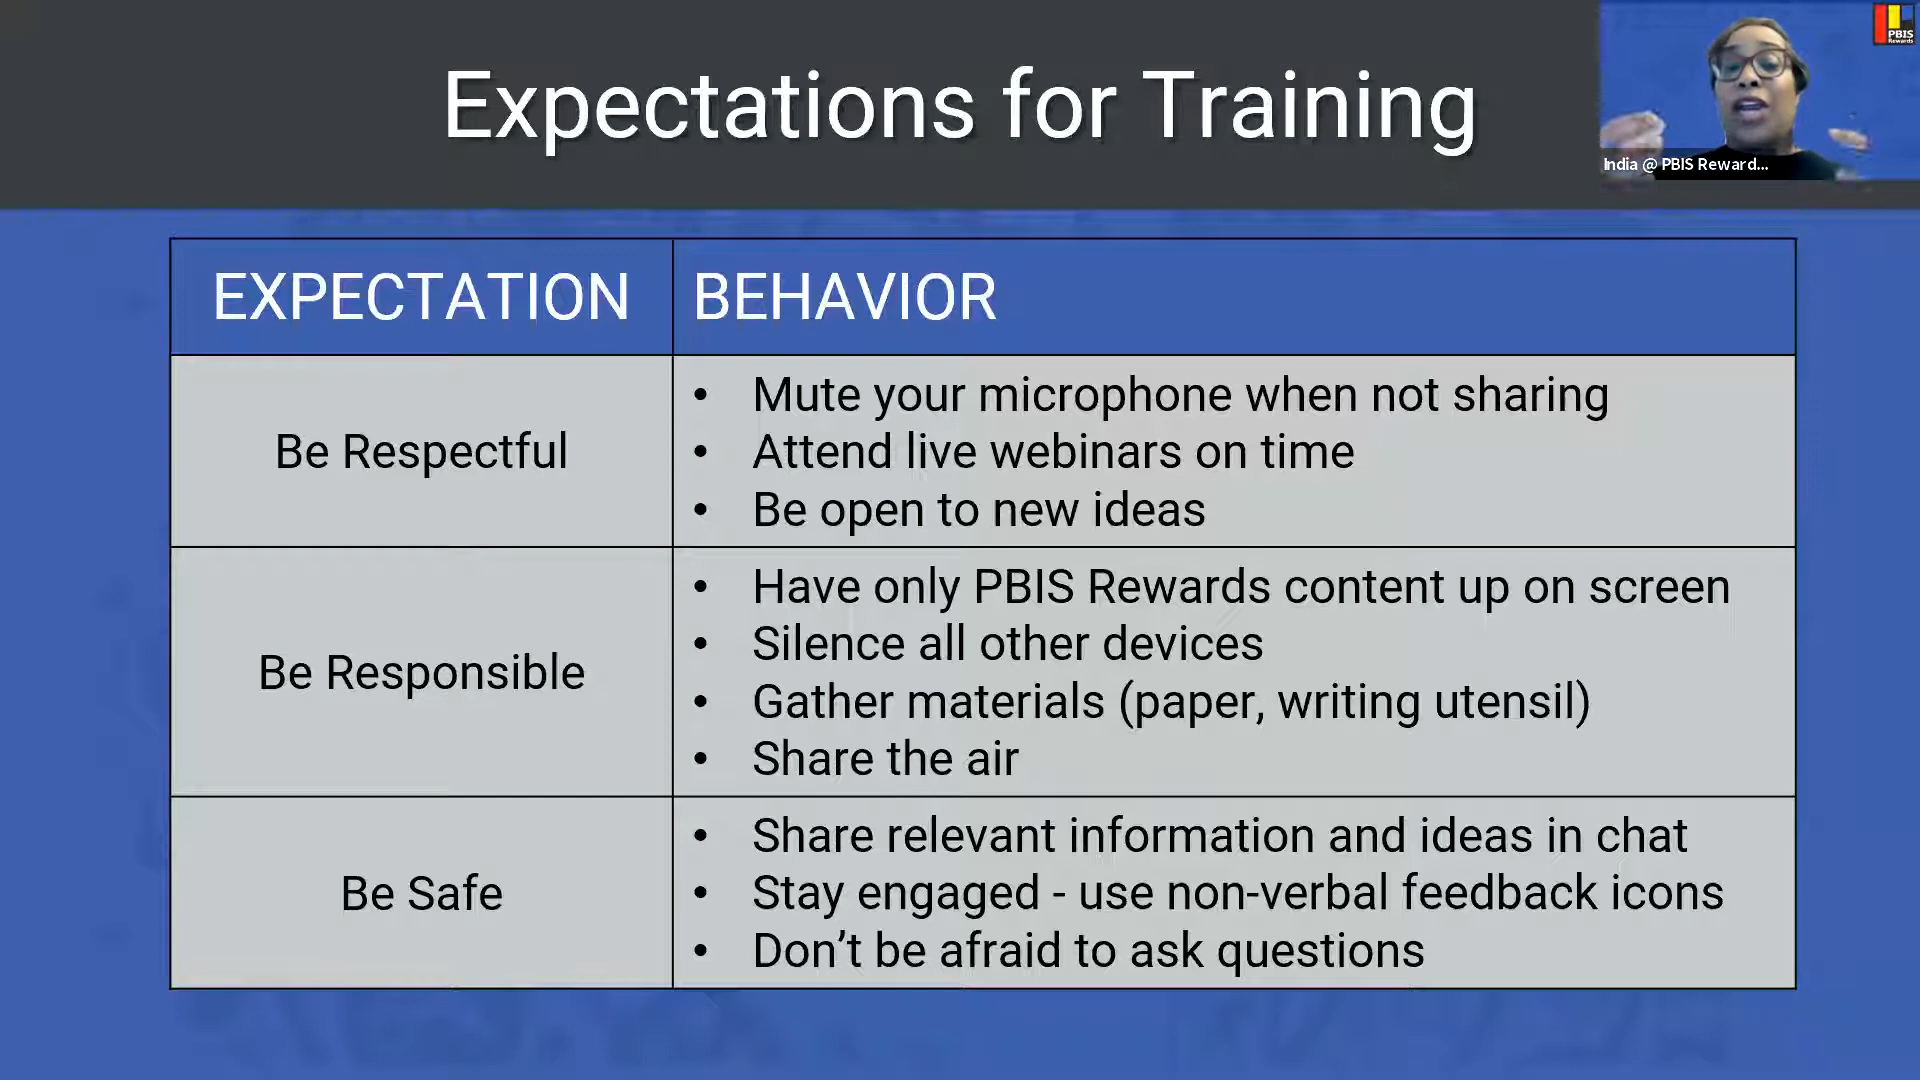 Expectations for Training
PBIS
Rewards
India @ PBIS Reward...
EXPECTATION
BEHAVIOR
Be Respectful
• Mute your microphone when not sharing
• Attend live webinars on time
• Be open to new ideas
Be Responsible
• Have only PBIS Rewards content up on screen
• Silence all other devices
• Gather materials (paper, writing utensil)
• Share the air
Be Safe
• Share relevant information and ideas in chat
• Stay engaged - use non-verbal feedback icons
• Don’t be afraid to ask questions